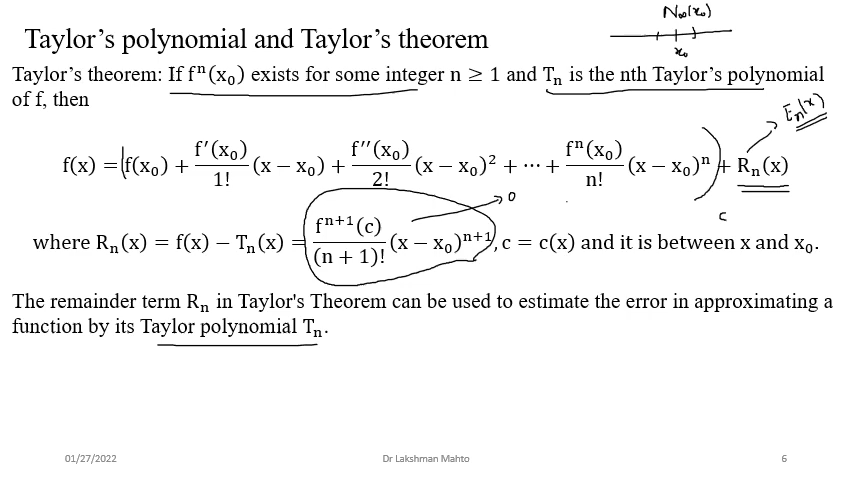 N∞(x₀)
Taylor's polynomial and Taylor's theorem
x₀
Taylor's theorem: If fⁿ(x₀) exists for some integer n ≥ 1 and Tₙ is the nth Taylor's polynomial
of f, then
Eₙ(x)
f(x) = (f(x₀) + f′(x₀)/1! (x − x₀) + f′′(x₀)/2! (x − x₀)² + ⋯ + fⁿ(x₀)/n! (x − x₀)ⁿ) + Rₙ(x)
0
c
where Rₙ(x) = f(x) − Tₙ(x) = fⁿ⁺¹(c)/(n + 1)! (x − x₀)ⁿ⁺¹, c = c(x) and it is between x and x₀.
The remainder term Rₙ in Taylor's Theorem can be used to estimate the error in approximating a
function by its Taylor polynomial Tₙ.
01/27/2022 Dr Lakshman Mahto 6